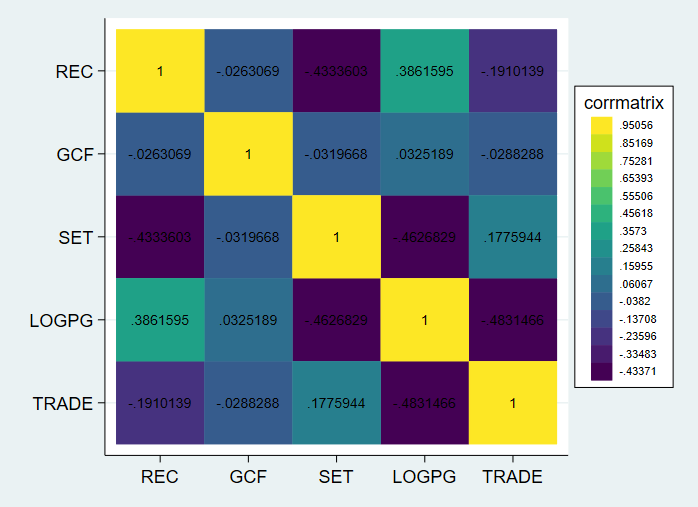 REC 1 -.0263069 -.4333603 .3861595 -.1910139
GCF -.0263069 1 -.0319668 .0325189 -.0288288
SET -.4333603 -.0319668 1 -.4626829 .1775944
LOGPG .3861595 .0325189 -.4626829 1 -.4831466
TRADE -.1910139 -.0288288 .1775944 -.4831466 1
REC GCF SET LOGPG TRADE
corrmatrix
.95056
.85169
.75281
.65393
.55506
.45618
.3573
.25843
.15955
.06067
-.0382
-.13708
-.23596
-.33483
-.43371